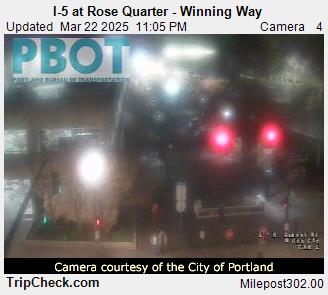 I-5 at Rose Quarter - Winning Way
Updated Mar 22 2025 11:05 PM Camera 4
PBOT
PORTLAND BUREAU OF TRANSPORTATION
Camera courtesy of the City of Portland
TripCheck.com Milepost302.00